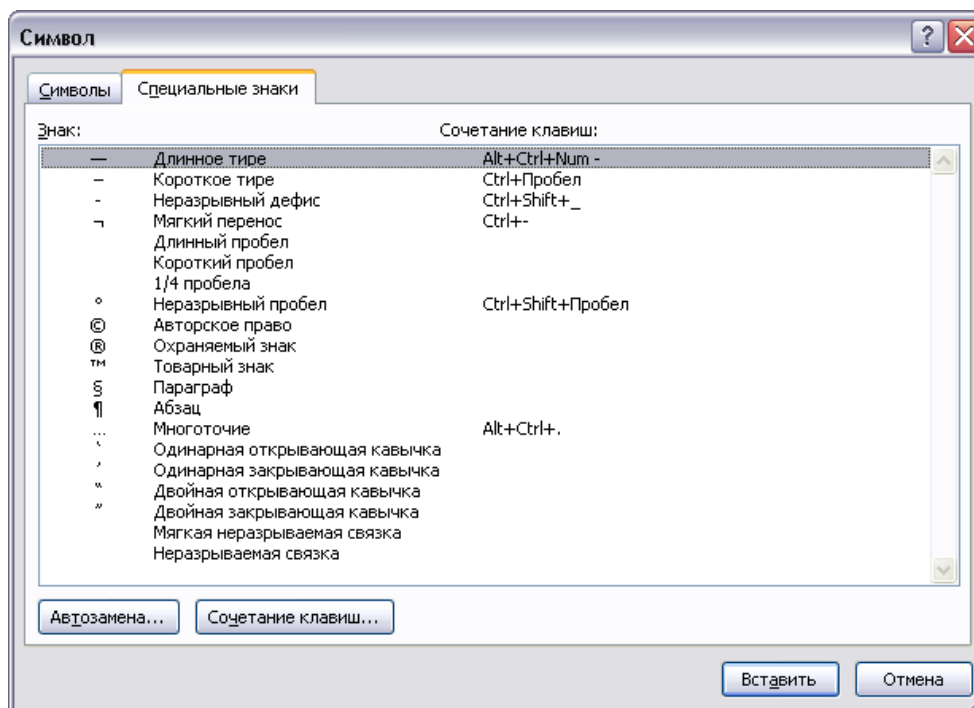 Символ
Символы Специальные знаки
Знак: Сочетание клавиш:
— Длинное тире Alt+Ctrl+Num -
– Короткое тире Ctrl+Пробел
- Неразрывный дефис Ctrl+Shift+_
¬ Мягкий перенос Ctrl+-
Длинный пробел
Короткий пробел
1/4 пробела
° Неразрывный пробел Ctrl+Shift+Пробел
© Авторское право
® Охраняемый знак
™ Товарный знак
§ Параграф
¶ Абзац
… Многоточие Alt+Ctrl+.
‛ Одинарная открывающая кавычка
’ Одинарная закрывающая кавычка
“ Двойная открывающая кавычка
” Двойная закрывающая кавычка
Мягкая неразрываемая связка
Неразрываемая связка
Автозамена... Сочетание клавиш...
Вставить Отмена